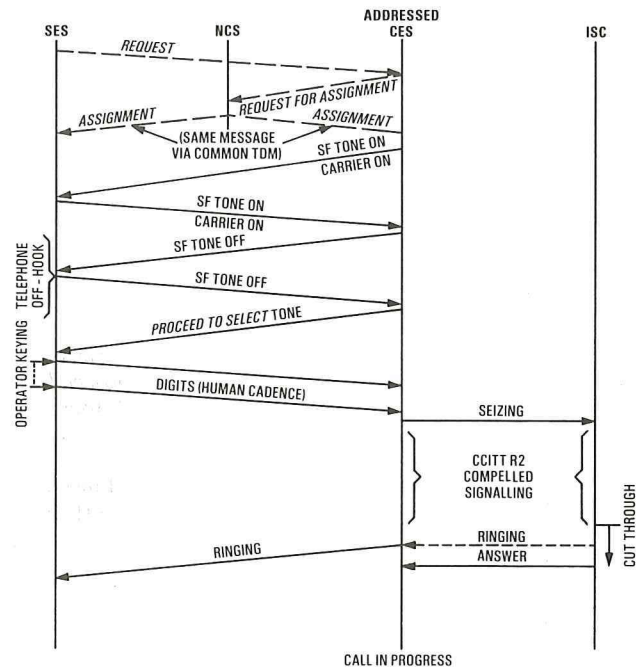 SES
NCS
ADDRESSED
CES
ISC
REQUEST
REQUEST FOR ASSIGNMENT
ASSIGNMENT
ASSIGNMENT
(SAME MESSAGE
VIA COMMON TDM)
SF TONE ON
CARRIER ON
SF TONE ON
CARRIER ON
SF TONE OFF
TELEPHONE
OFF-HOOK
SF TONE OFF
PROCEED TO SELECT TONE
OPERATOR KEYING
DIGITS (HUMAN CADENCE)
SEIZING
CCITT R2
COMPELLED
SIGNALLING
CUT THROUGH
RINGING
RINGING
ANSWER
CALL IN PROGRESS